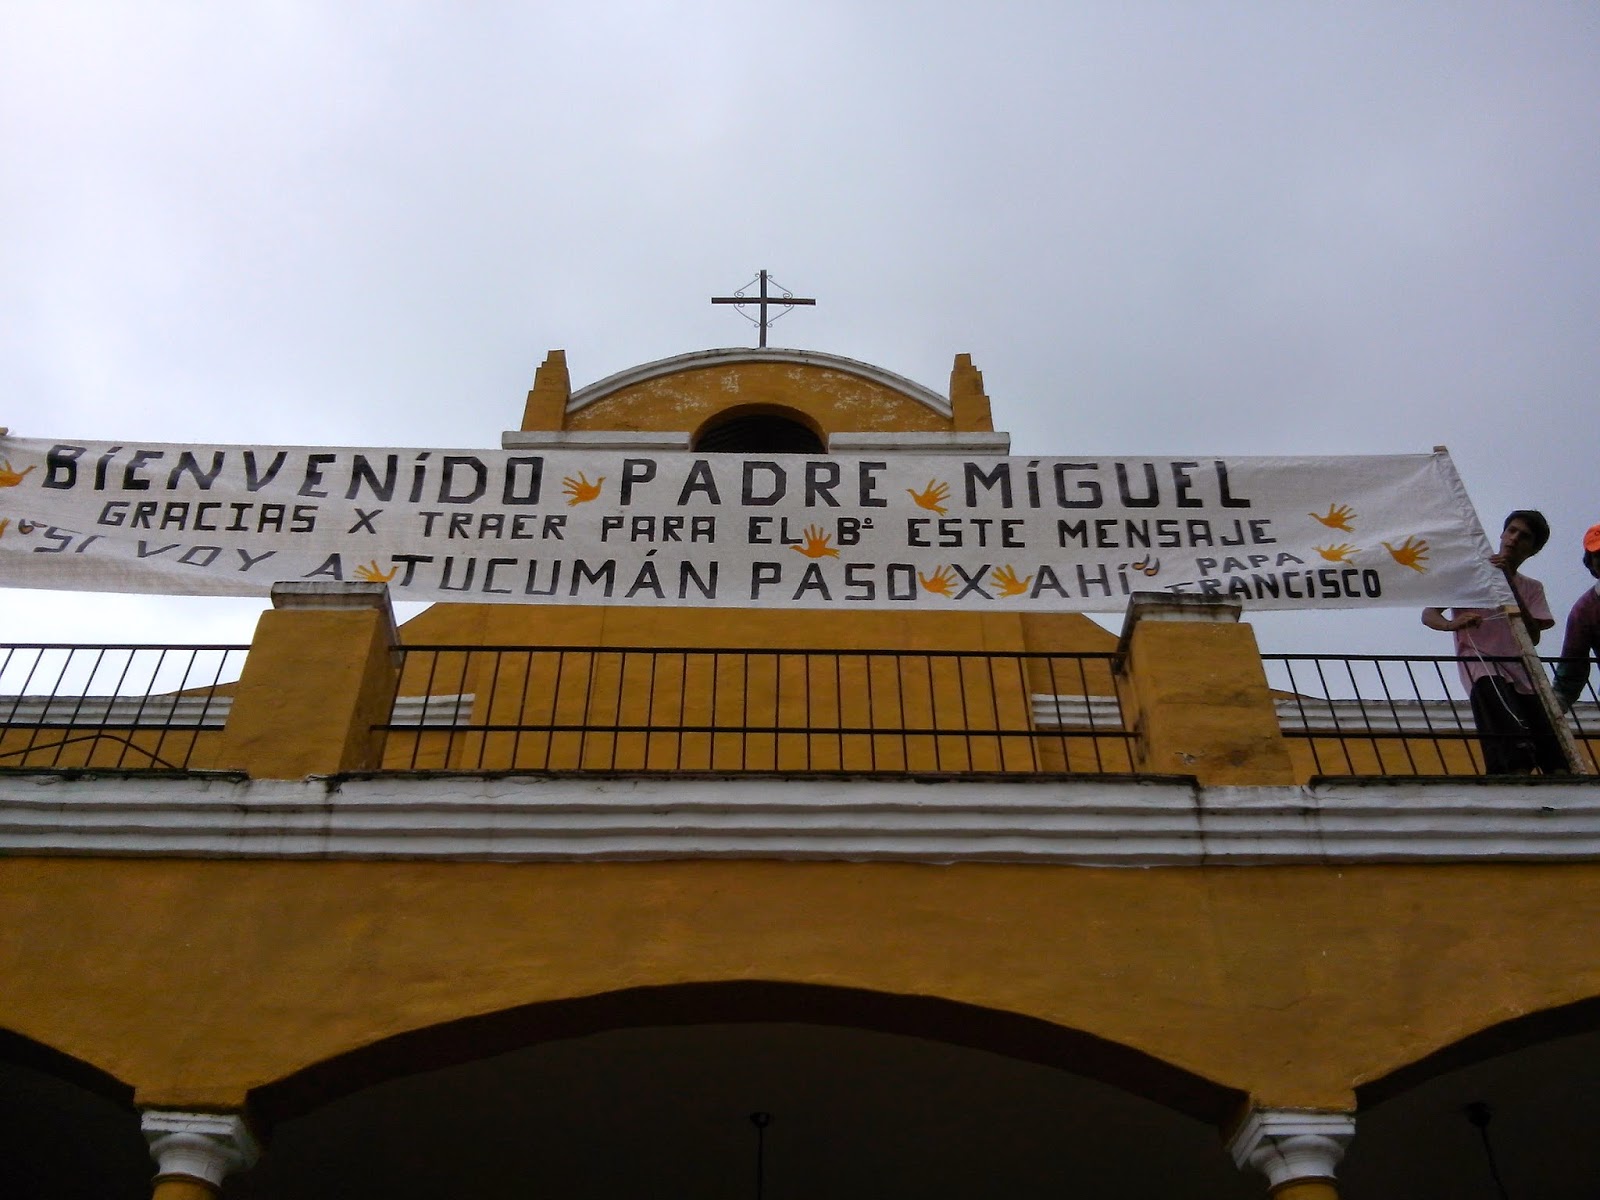 BIENVENIDO PADRE MIGUEL
GRACIAS X TRAER PARA EL Bº ESTE MENSAJE
"SI VOY A TUCUMÁN PASO X AHÍ" PAPA FRANCISCO